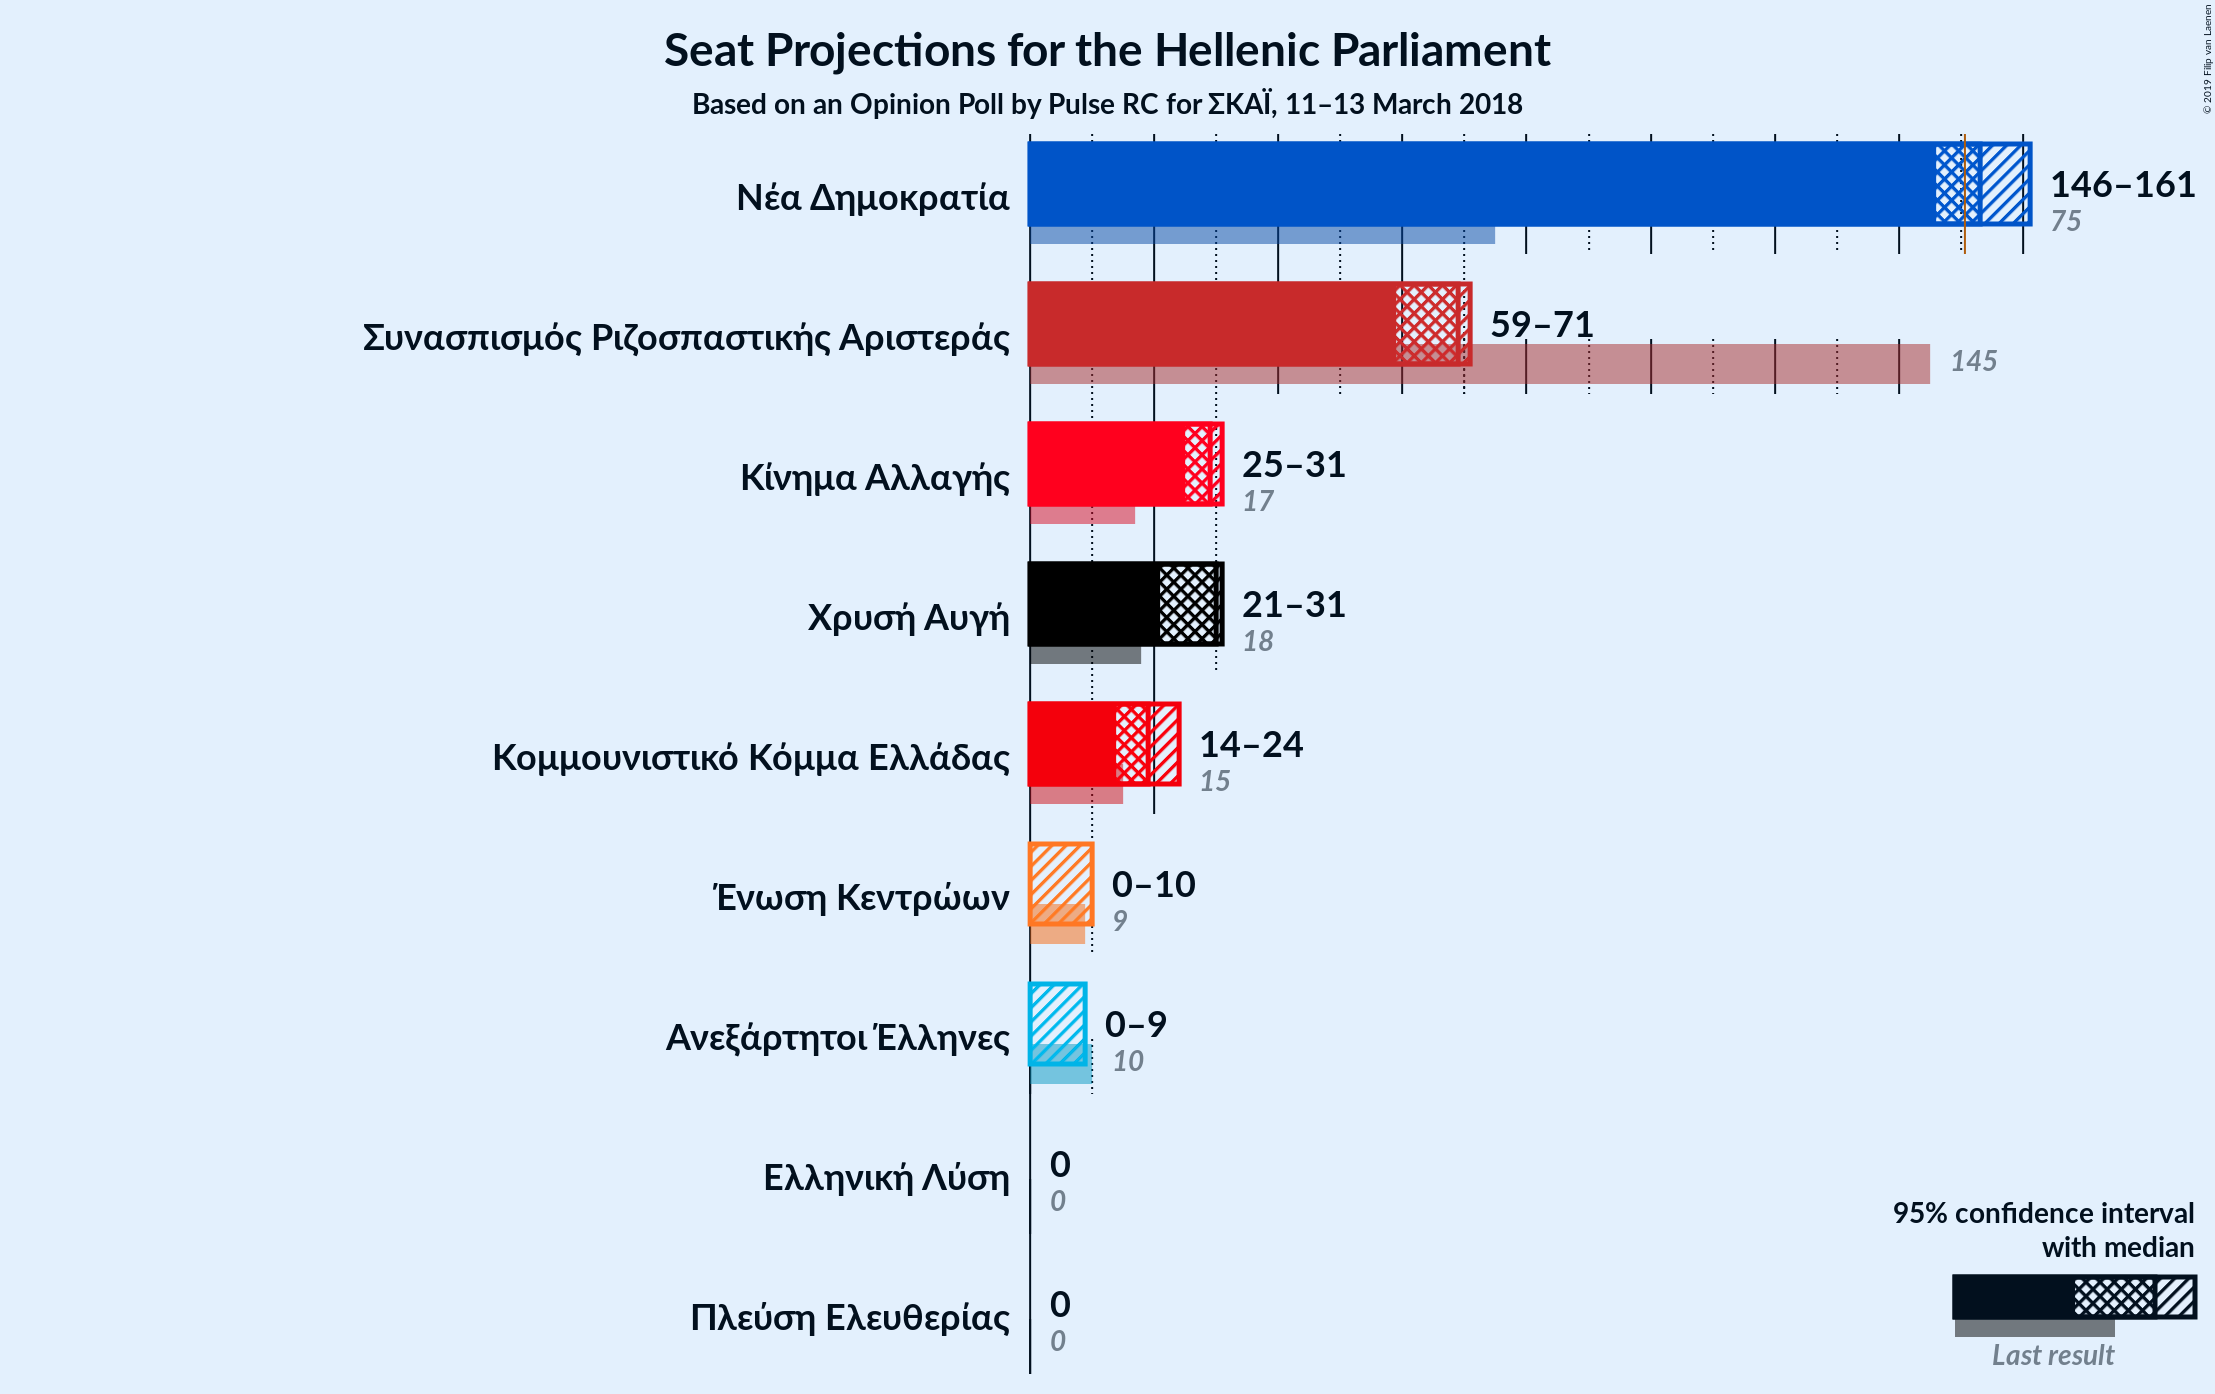 Seat Projections for the Hellenic Parliament
Based on an Opinion Poll by Pulse RC for ΣΚΑΪ, 11–13 March 2018
© 2019 Filip van Laenen
Νέα Δημοκρατία
146–161
75
Συνασπισμός Ριζοσπαστικής Αριστεράς
59–71
145
Κίνημα Αλλαγής
25–31
17
Χρυσή Αυγή
21–31
18
Κομμουνιστικό Κόμμα Ελλάδας
14–24
15
Ένωση Κεντρώων
0–10
9
Ανεξάρτητοι Έλληνες
0–9
10
Ελληνική Λύση
0
0
Πλεύση Ελευθερίας
0
0
95% confidence interval
with median
Last result